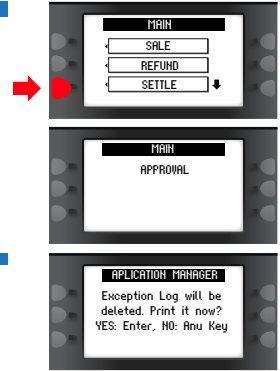 MAIN
SALE
REFUND
SETTLE
MAIN
APPROVAL
APLICATION MANAGER
Exception Log will be
deleted. Print it now?
YES: Enter, NO: Anu Key